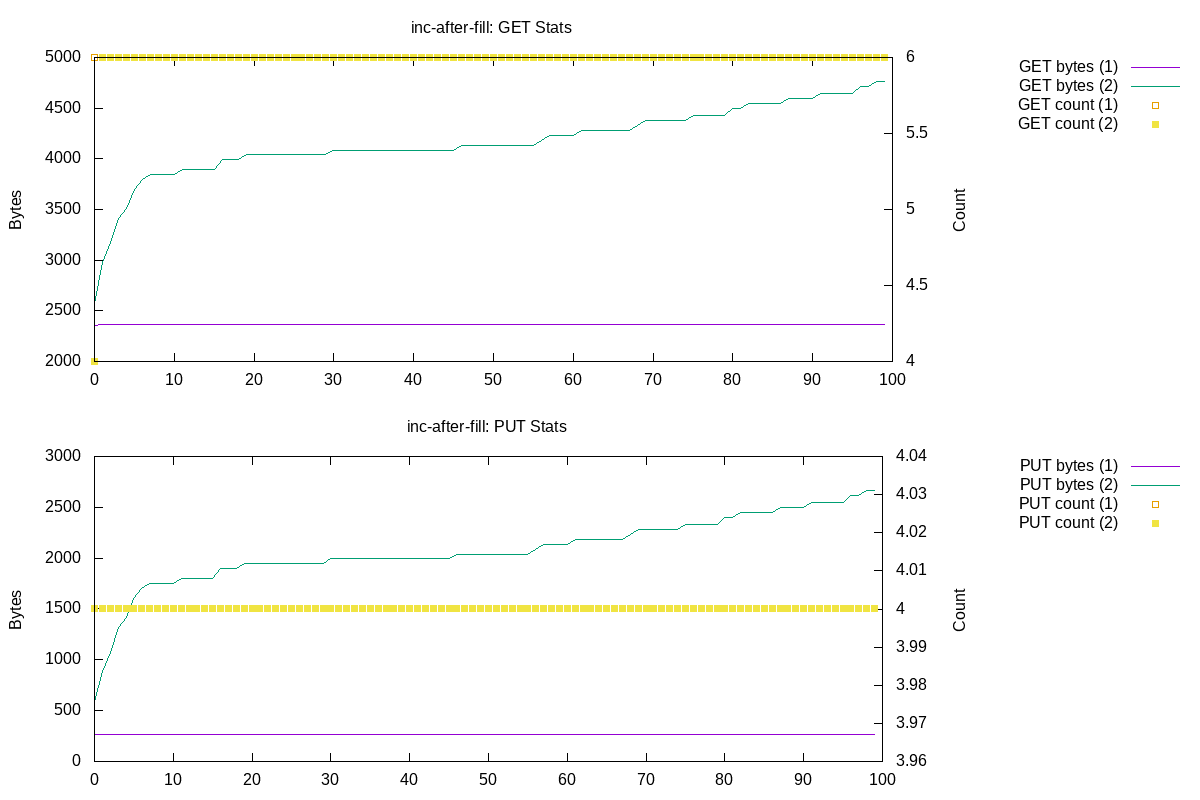 inc-after-fill: GET Stats
5000
4500
4000
3500
3000
2500
2000
Bytes
0 10 20 30 40 50 60 70 80 90 100
6
5.5
5
4.5
4
Count
GET bytes (1)
GET bytes (2)
GET count (1)
GET count (2)
inc-after-fill: PUT Stats
3000
2500
2000
1500
1000
500
0
Bytes
0 10 20 30 40 50 60 70 80 90 100
4.04
4.03
4.02
4.01
4
3.99
3.98
3.97
3.96
Count
PUT bytes (1)
PUT bytes (2)
PUT count (1)
PUT count (2)